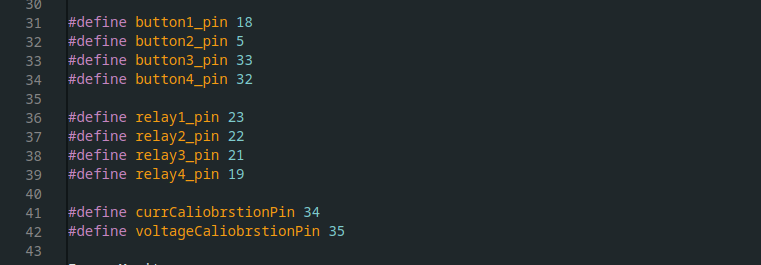 30
31 #define button1_pin 18
32 #define button2_pin 5
33 #define button3_pin 33
34 #define button4_pin 32
35
36 #define relay1_pin 23
37 #define relay2_pin 22
38 #define relay3_pin 21
39 #define relay4_pin 19
40
41 #define currCaliobrstionPin 34
42 #define voltageCaliobrstionPin 35
43